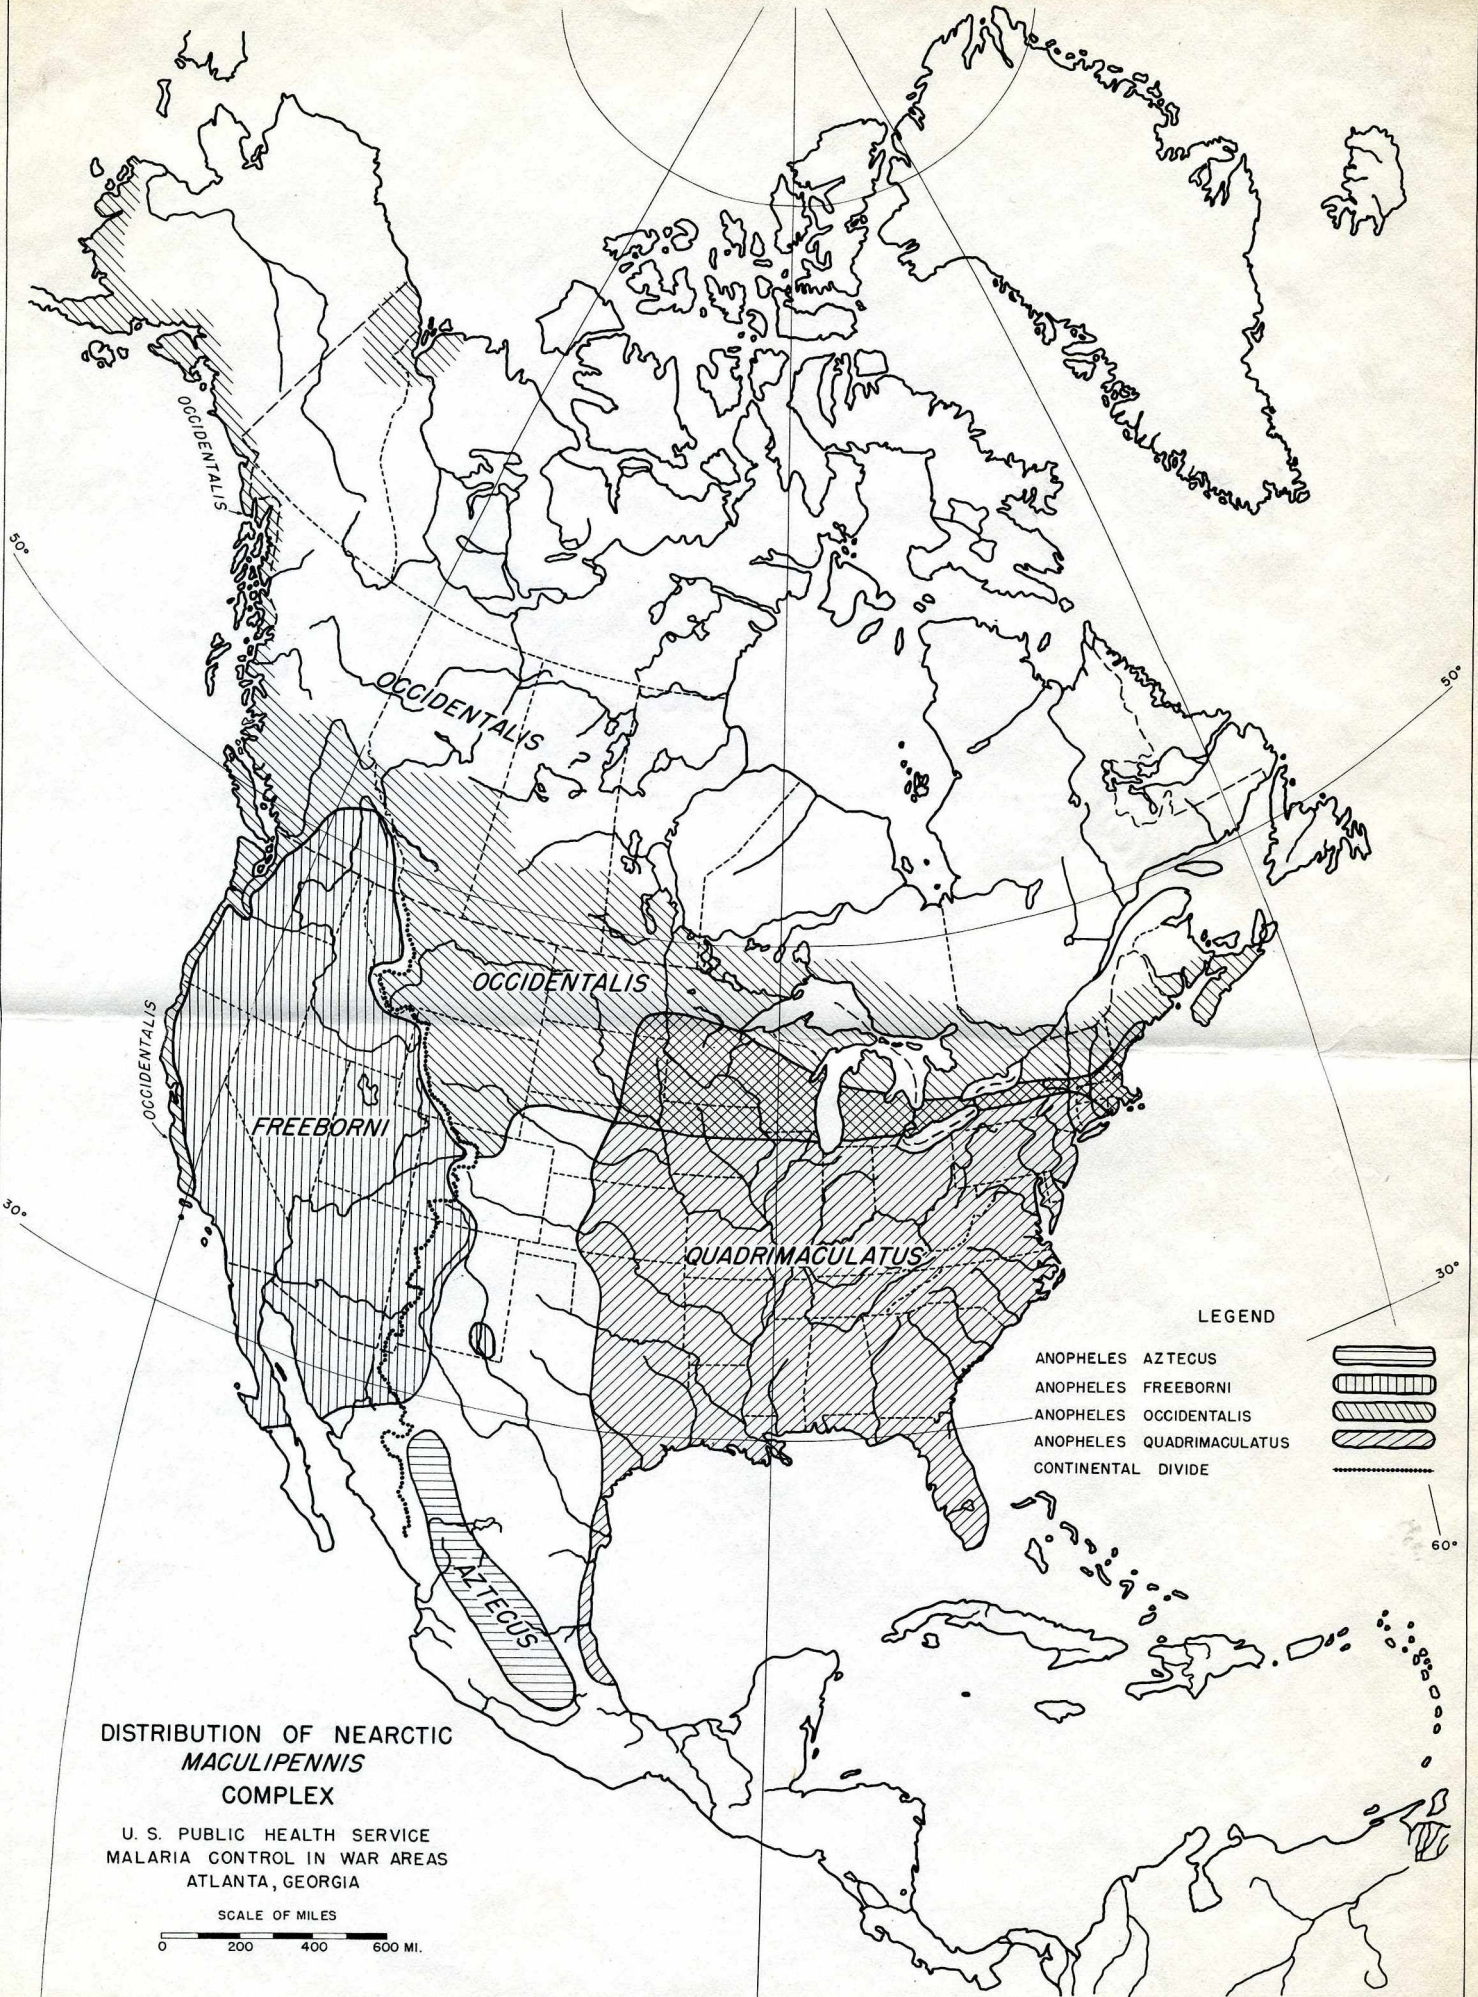 OCCIDENTALIS
50°
OCCIDENTALIS
50°
OCCIDENTALIS
OCCIDENTALIS
FREEBORNI
30°
QUADRIMACULATUS
30°
LEGEND
ANOPHELES AZTECUS
ANOPHELES FREEBORNI
ANOPHELES OCCIDENTALIS
ANOPHELES QUADRIMACULATUS
CONTINENTAL DIVIDE
60°
AZTECUS
DISTRIBUTION OF NEARCTIC
MACULIPENNIS
COMPLEX
U. S. PUBLIC HEALTH SERVICE
MALARIA CONTROL IN WAR AREAS
ATLANTA, GEORGIA
SCALE OF MILES
0 200 400 600 MI.